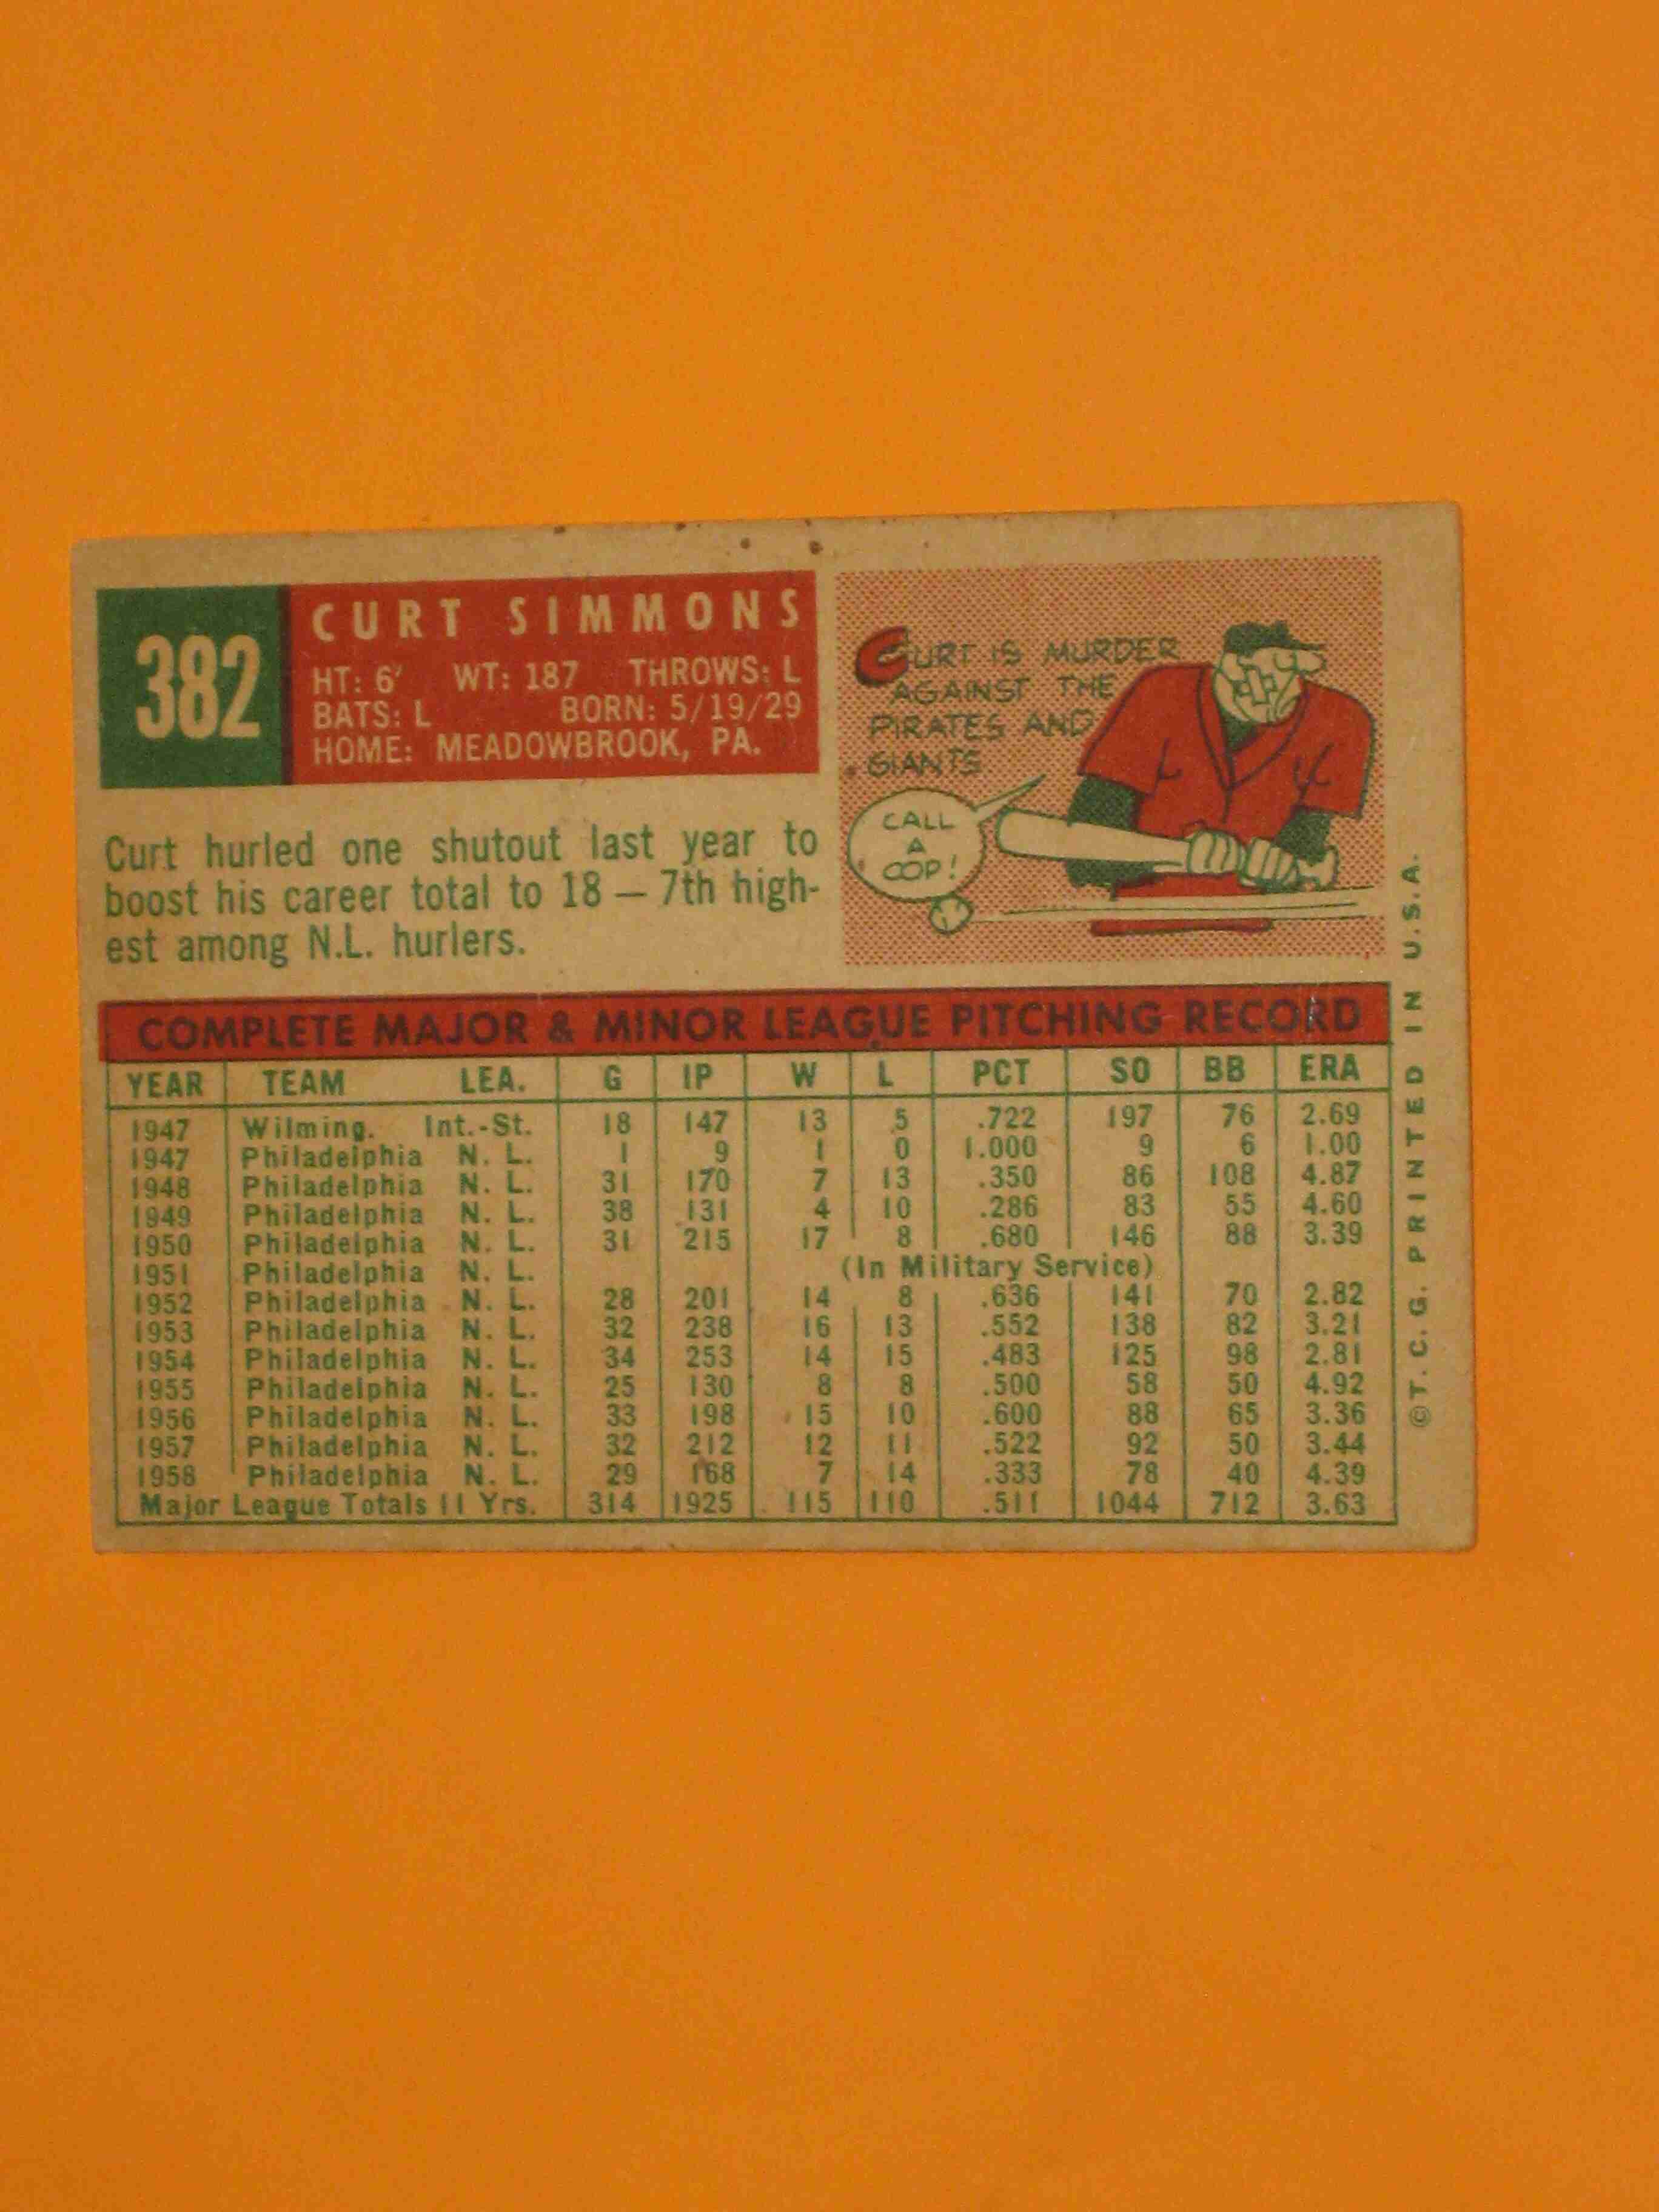 382
CURT SIMMONS
HT: 6' WT: 187 THROWS: L
BATS: L BORN: 5/19/29
HOME: MEADOWBROOK, PA.
CURT IS MURDER
AGAINST THE
PIRATES AND
GIANTS
CALL
A
COP!
Curt hurled one shutout last year to
boost his career total to 18 — 7th high-
est among N.L. hurlers.
COMPLETE MAJOR & MINOR LEAGUE PITCHING RECORD
YEAR TEAM LEA. G IP W L PCT SO BB ERA
1947 Wilming. Int.-St. 18 147 13 5 .722 197 76 2.69
1947 Philadelphia N. L. 1 9 1 0 1.000 9 6 1.00
1948 Philadelphia N. L. 31 170 7 13 .350 86 108 4.87
1949 Philadelphia N. L. 38 131 4 10 .286 83 55 4.60
1950 Philadelphia N. L. 31 215 17 8 .680 146 88 3.39
1951 Philadelphia N. L. (In Military Service)
1952 Philadelphia N. L. 28 201 14 8 .636 141 70 2.82
1953 Philadelphia N. L. 32 238 16 13 .552 138 82 3.21
1954 Philadelphia N. L. 34 253 14 15 .483 125 98 2.81
1955 Philadelphia N. L. 25 130 8 8 .500 58 50 4.92
1956 Philadelphia N. L. 33 198 15 10 .600 88 65 3.36
1957 Philadelphia N. L. 32 212 12 11 .522 92 50 3.44
1958 Philadelphia N. L. 29 168 7 14 .333 78 40 4.39
Major League Totals 11 Yrs. 314 1925 115 110 .511 1044 712 3.63
© T. C. G. PRINTED IN U.S.A.